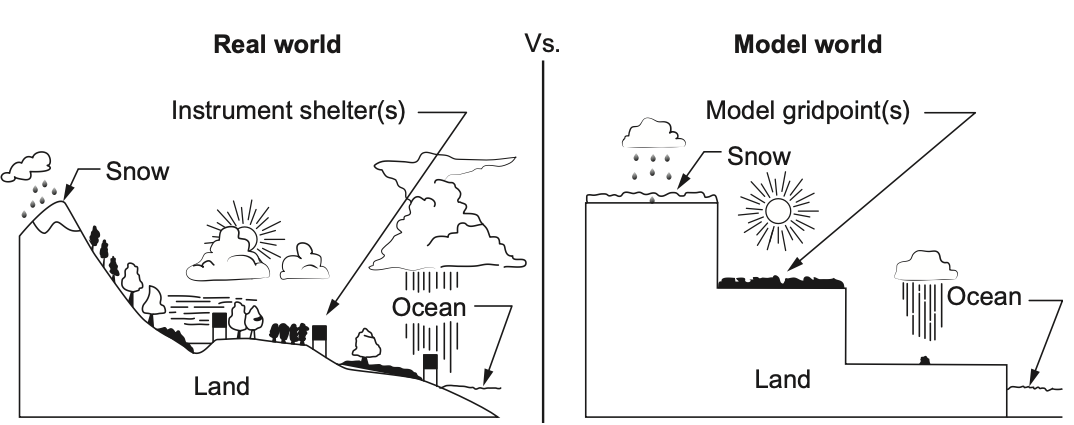 Real world
Vs.
Model world
Instrument shelter(s)
Model gridpoint(s)
Snow
Snow
Ocean
Ocean
Land
Land